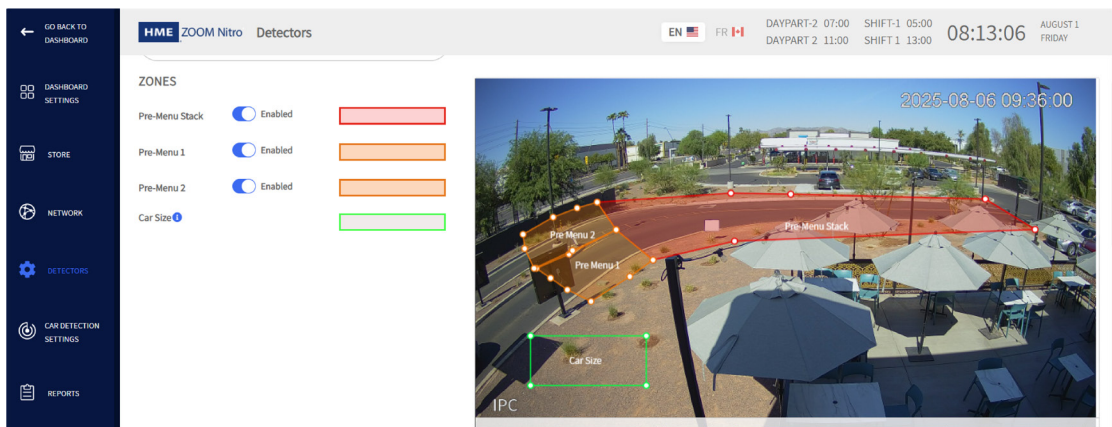 GO BACK TO
DASHBOARD
HME ZOOM Nitro Detectors
EN FR
DAYPART-2 07:00 SHIFT-1 05:00
DAYPART 2 11:00 SHIFT 1 13:00
08:13:06
AUGUST 1
FRIDAY
DASHBOARD
SETTINGS
STORE
NETWORK
DETECTORS
CAR DETECTION
SETTINGS
REPORTS
ZONES
Pre-Menu Stack Enabled
Pre-Menu 1 Enabled
Pre-Menu 2 Enabled
Car Size
2025-08-06 09:36:00
Pre Menu 2
Pre-Menu Stack
Pre Menu 1
Car Size
IPC